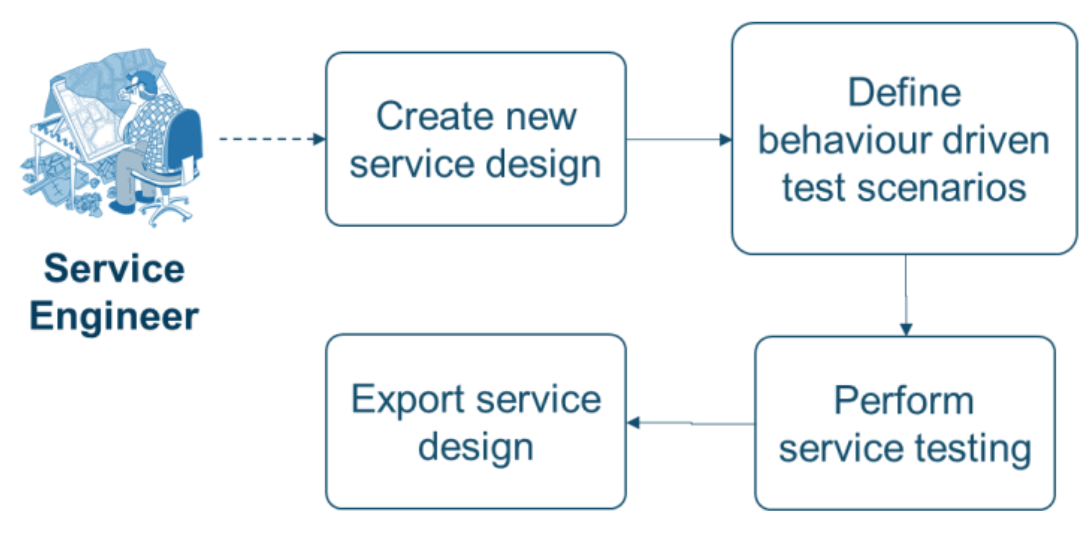 Create new
service design
Define
behaviour driven
test scenarios
Service
Engineer
Export service
design
Perform
service testing